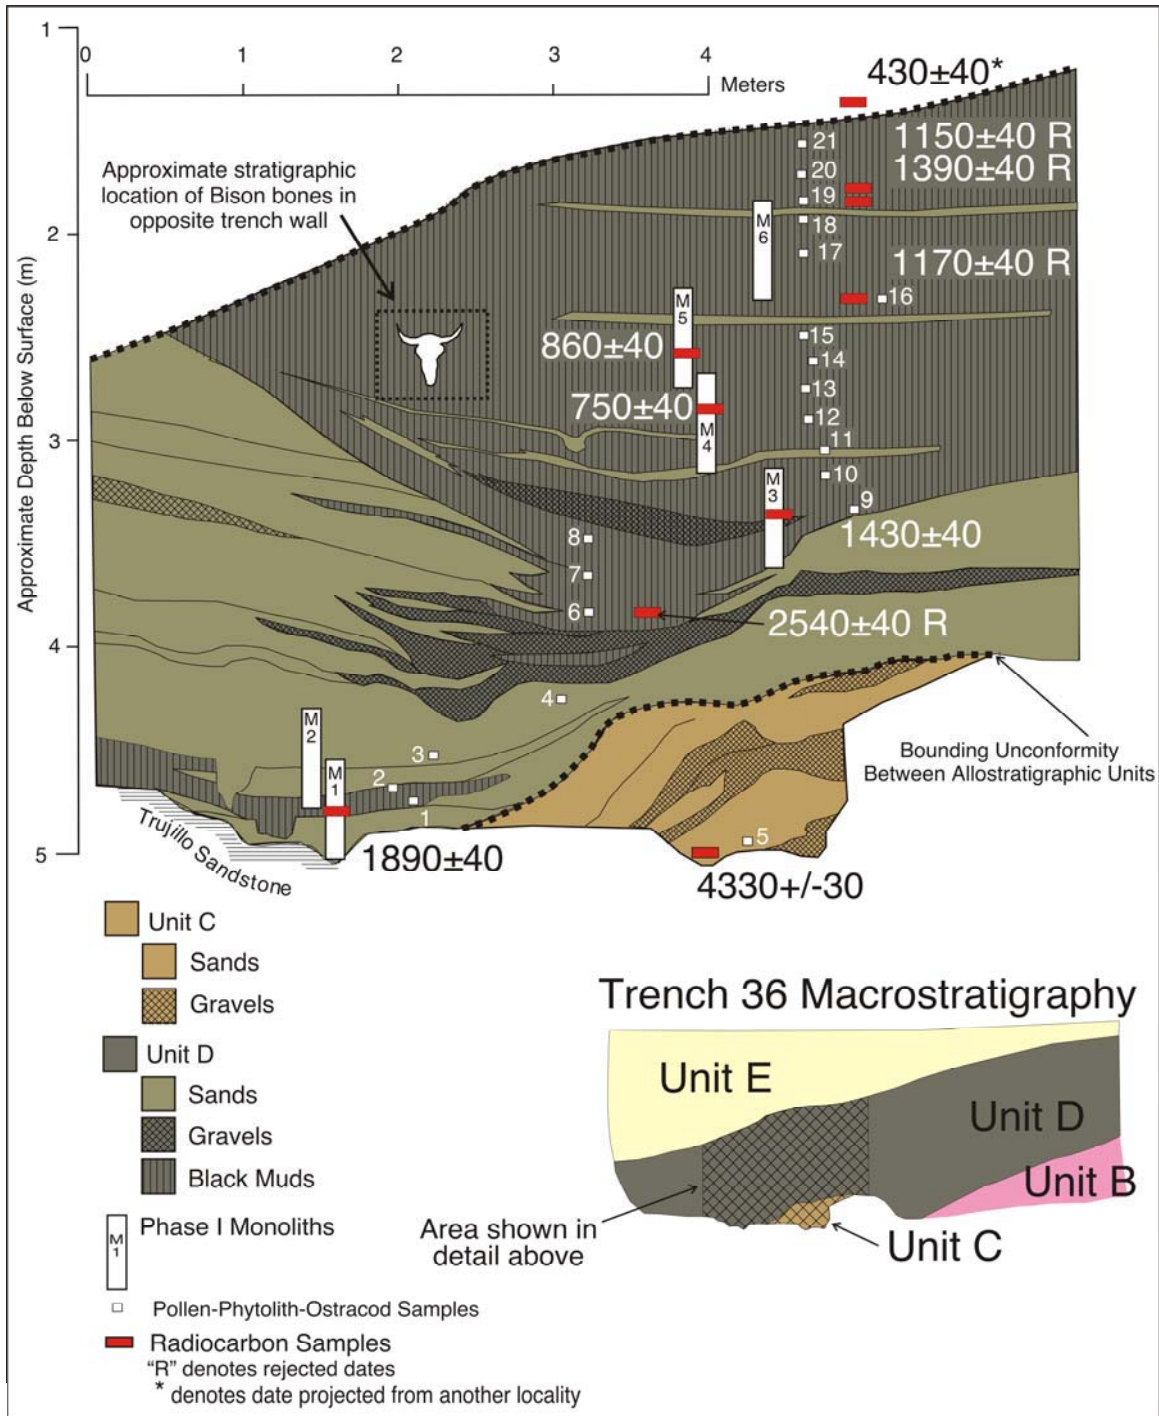 1
0
1
2
3
4
Meters
430±40*
Approximate stratigraphic
location of Bison bones in
opposite trench wall
21
1150±40 R
20
1390±40 R
19
M
6
18
2
17
1170±40 R
16
M
5
15
860±40
14
13
750±40
12
M
4
11
3
10
M
3
9
1430±40
8
7
6
2540±40 R
4
4
M
2
3
M
1
2
1
Bounding Unconformity
Between Allostratigraphic Units
Trujillo Sandstone
5
5
1890±40
4330+/-30
Approximate Depth Below Surface (m)
Unit C
Sands
Gravels
Unit D
Sands
Gravels
Black Muds
M
1
Phase I Monoliths
Pollen-Phytolith-Ostracod Samples
Radiocarbon Samples
"R" denotes rejected dates
* denotes date projected from another locality
Trench 36 Macrostratigraphy
Unit E
Unit D
Unit B
Area shown in
detail above
Unit C